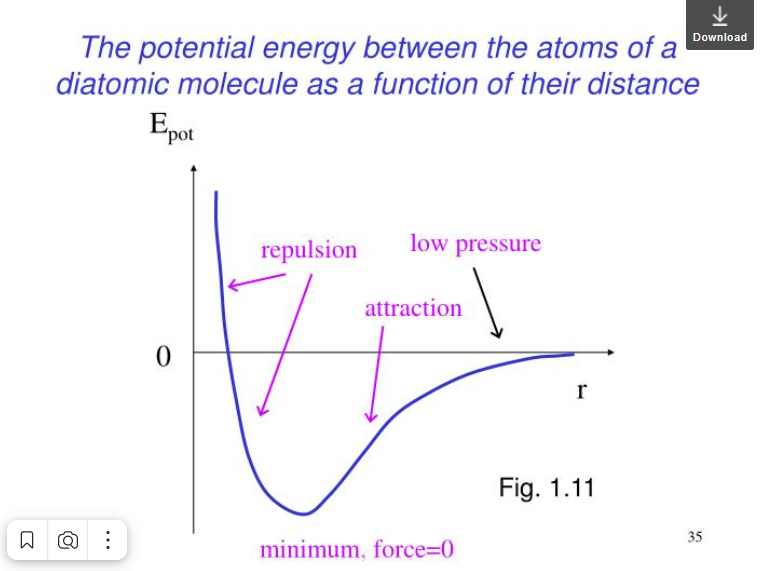 Download
The potential energy between the atoms of a
diatomic molecule as a function of their distance
Epot
repulsion
low pressure
attraction
0
r
Fig. 1.11
35
minimum, force=0